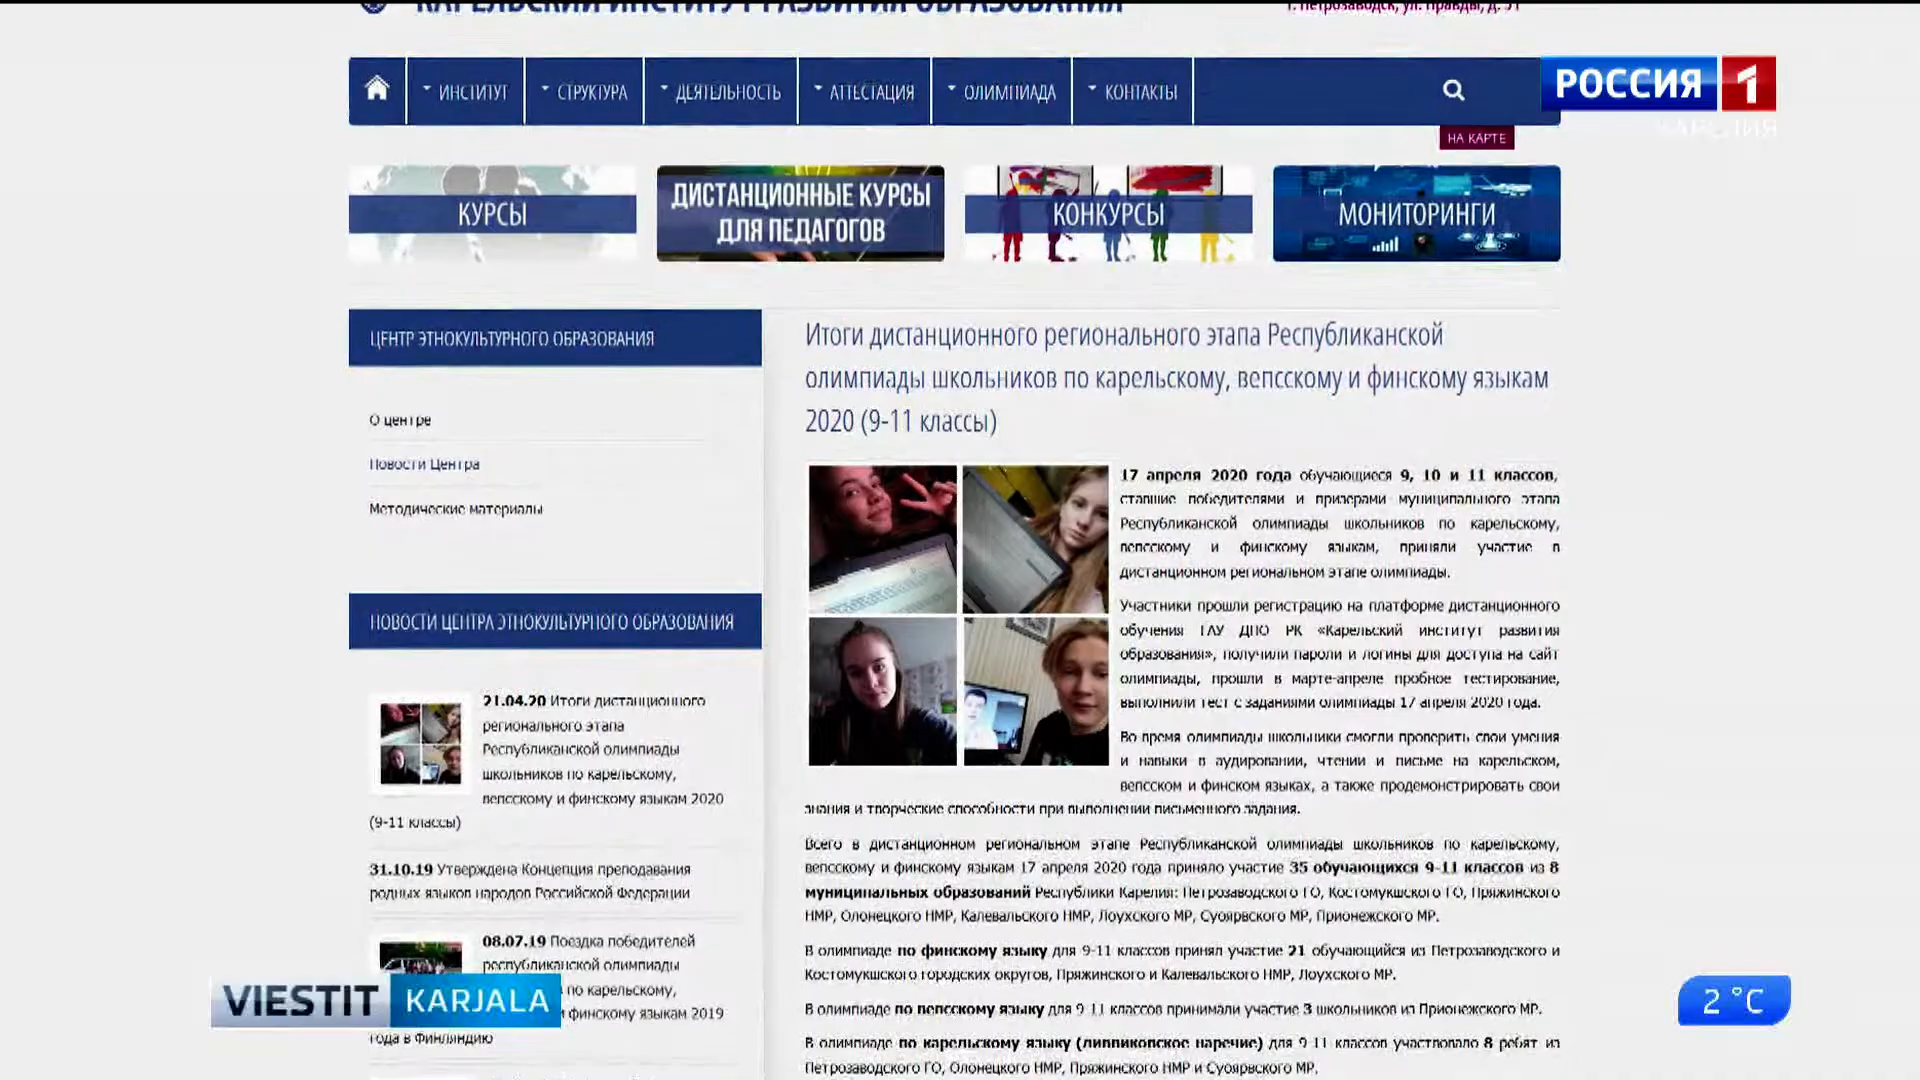 КАРЕЛЬСКИЙ ИНСТИТУТ РАЗВИТИЯ ОБРАЗОВАНИЯ
г. Петрозаводск, ул. Правды, д. 31
ИНСТИТУТ
СТРУКТУРА
ДЕЯТЕЛЬНОСТЬ
АТТЕСТАЦИЯ
ОЛИМПИАДА
КОНТАКТЫ
РОССИЯ 1
КАРЕЛИЯ
НА КАРТЕ
КУРСЫ
ДИСТАНЦИОННЫЕ КУРСЫ
ДЛЯ ПЕДАГОГОВ
КОНКУРСЫ
МОНИТОРИНГИ
ЦЕНТР ЭТНОКУЛЬТУРНОГО ОБРАЗОВАНИЯ
О центре
Новости Центра
Методические материалы
НОВОСТИ ЦЕНТРА ЭТНОКУЛЬТУРНОГО ОБРАЗОВАНИЯ
21.04.20 Итоги дистанционного
регионального этапа
Республиканской олимпиады
школьников по карельскому,
вепсскому и финскому языкам 2020
(9-11 классы)
31.10.19 Утверждена Концепция преподавания
родных языков народов Российской Федерации
08.07.19 Поездка победителей
республиканской олимпиады
по карельскому,
и финскому языкам 2019
года в Финляндию
Итоги дистанционного регионального этапа Республиканской
олимпиады школьников по карельскому, вепсскому и финскому языкам
2020 (9-11 классы)
17 апреля 2020 года обучающиеся 9, 10 и 11 классов,
ставшие победителями и призерами муниципального этапа
Республиканской олимпиады школьников по карельскому,
вепсскому и финскому языкам, приняли участие в
дистанционном региональном этапе олимпиады.
Участники прошли регистрацию на платформе дистанционного
обучения ГАУ ДПО РК «Карельский институт развития
образования», получили пароли и логины для доступа на сайт
олимпиады, прошли в марте-апреле пробное тестирование,
выполнили тест с заданиями олимпиады 17 апреля 2020 года.
Во время олимпиады школьники смогли проверить свои умения
и навыки в аудировании, чтении и письме на карельском,
вепсском и финском языках, а также продемонстрировать свои
знания и творческие способности при выполнении письменного задания.
Всего в дистанционном региональном этапе Республиканской олимпиады школьников по карельскому,
вепсскому и финскому языкам 17 апреля 2020 года приняло участие 35 обучающихся 9-11 классов из 8
муниципальных образований Республики Карелия: Петрозаводского ГО, Костомукшского ГО, Пряжинского
НМР, Олонецкого НМР, Калевальского НМР, Лоухского МР, Суоярвского МР, Прионежского МР.
В олимпиаде по финскому языку для 9-11 классов принял участие 21 обучающийся из Петрозаводского и
Костомукшского городских округов, Пряжинского и Калевальского НМР, Лоухского МР.
В олимпиаде по вепсскому языку для 9-11 классов принимали участие 3 школьников из Прионежского МР.
В олимпиаде по карельскому языку (ливвиковское наречие) для 9-11 классов участвовало 8 ребят из
Петрозаводского ГО, Олонецкого НМР, Пряжинского НМР и Суоярвского МР.
VIESTIT KARJALA
2 °C